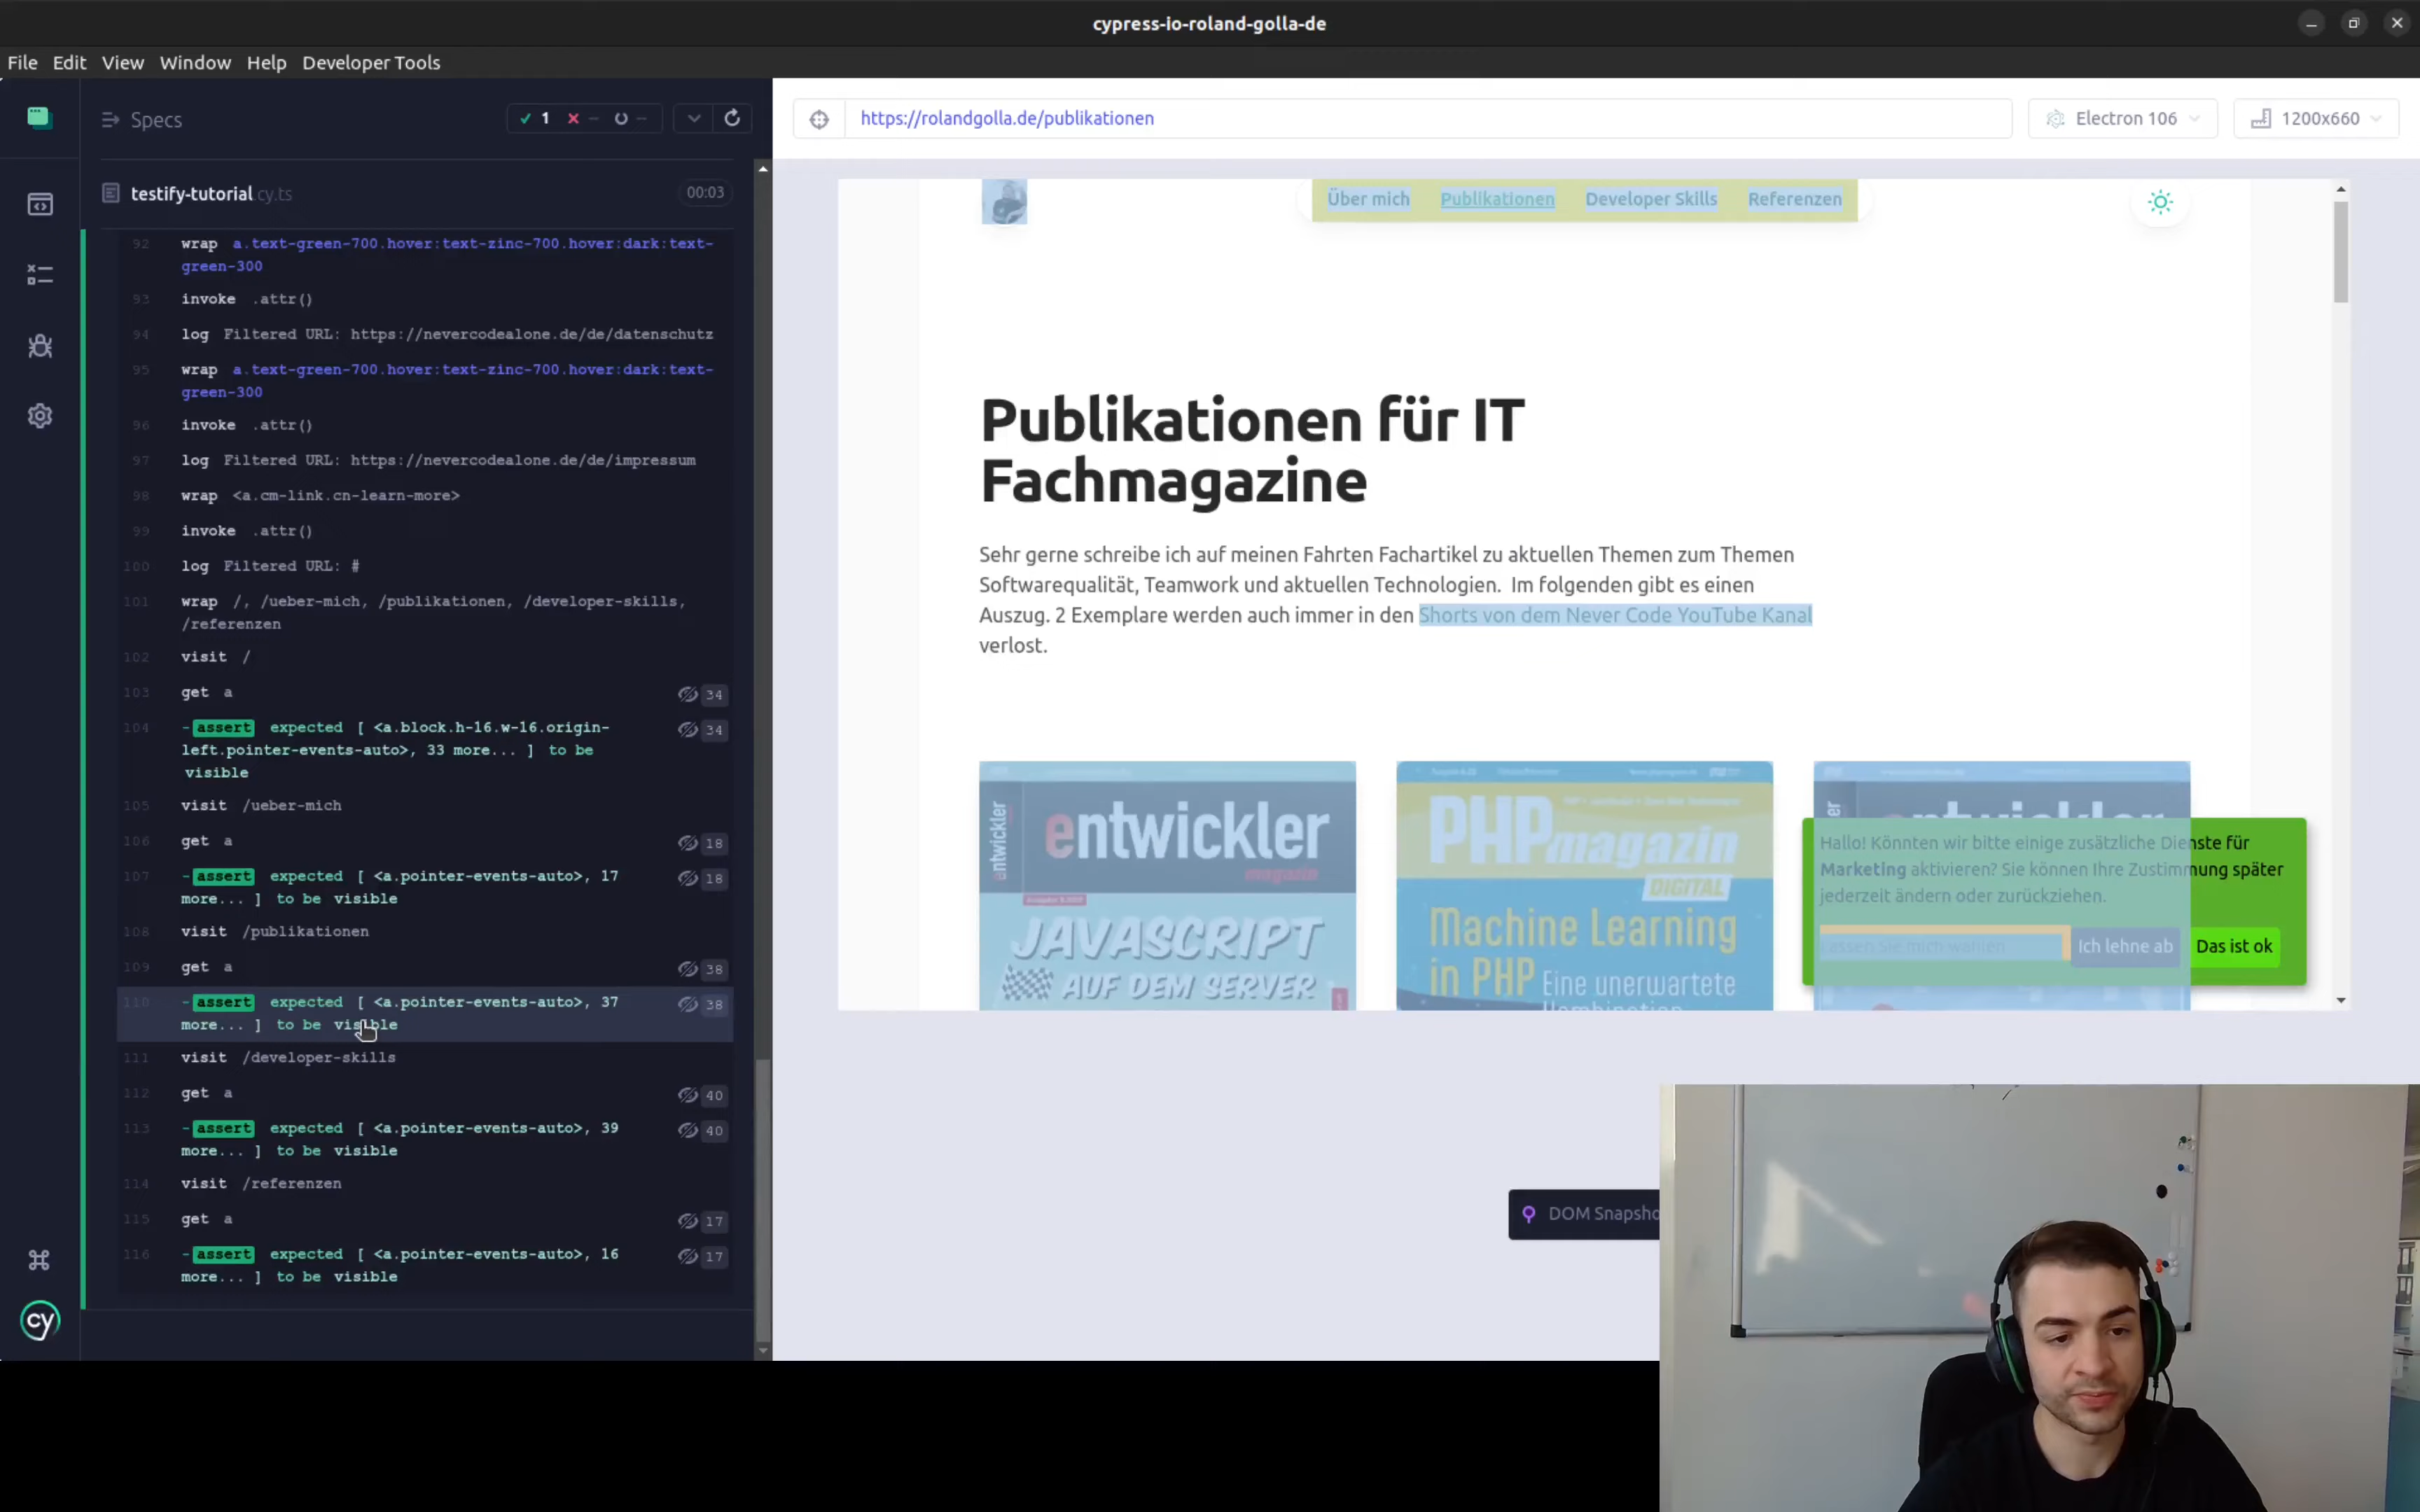 cypress-io-roland-golla-de
File Edit View Window Help Developer Tools
Specs
1 -- --
https://rolandgolla.de/publikationen
Electron 106
1200x660
testify-tutorial.cy.ts
00:03
92 wrap a.text-green-700.hover:text-zinc-700.hover:dark:text-
green-300
93 invoke .attr()
94 log Filtered URL: https://nevercodealone.de/de/datenschutz
95 wrap a.text-green-700.hover:text-zinc-700.hover:dark:text-
green-300
96 invoke .attr()
97 log Filtered URL: https://nevercodealone.de/de/impressum
98 wrap <a.cm-link.cn-learn-more>
99 invoke .attr()
100 log Filtered URL: #
101 wrap /, /ueber-mich, /publikationen, /developer-skills,
/referenzen
102 visit /
103 get a 34
104 -assert expected [ <a.block.h-16.w-16.origin- 34
left.pointer-events-auto>, 33 more... ] to be
visible
105 visit /ueber-mich
106 get a 18
107 -assert expected [ <a.pointer-events-auto>, 17 18
more... ] to be visible
108 visit /publikationen
109 get a 38
110 -assert expected [ <a.pointer-events-auto>, 37 38
more... ] to be visible
111 visit /developer-skills
112 get a 40
113 -assert expected [ <a.pointer-events-auto>, 39 40
more... ] to be visible
114 visit /referenzen
115 get a 17
116 -assert expected [ <a.pointer-events-auto>, 16 17
more... ] to be visible
cy
Über mich Publikationen Developer Skills Referenzen
Publikationen für IT
Fachmagazine
Sehr gerne schreibe ich auf meinen Fahrten Fachartikel zu aktuellen Themen zum Themen
Softwarequalität, Teamwork und aktuellen Technologien. Im folgenden gibt es einen
Auszug. 2 Exemplare werden auch immer in den Shorts von dem Never Code YouTube Kanal
verlost.
entwickler
entwickler
magazin
JAVASCRIPT
AUF DEM SERVER
PHP
magazin
DIGITAL
Machine Learning
in PHP Eine unerwartete
Kombination
entwickler
Hallo! Könnten wir bitte einige zusätzliche Dienste für
Marketing aktivieren? Sie können Ihre Zustimmung später
jederzeit ändern oder zurückziehen.
Lassen Sie mich wählen Ich lehne ab Das ist ok
DOM Snapsho